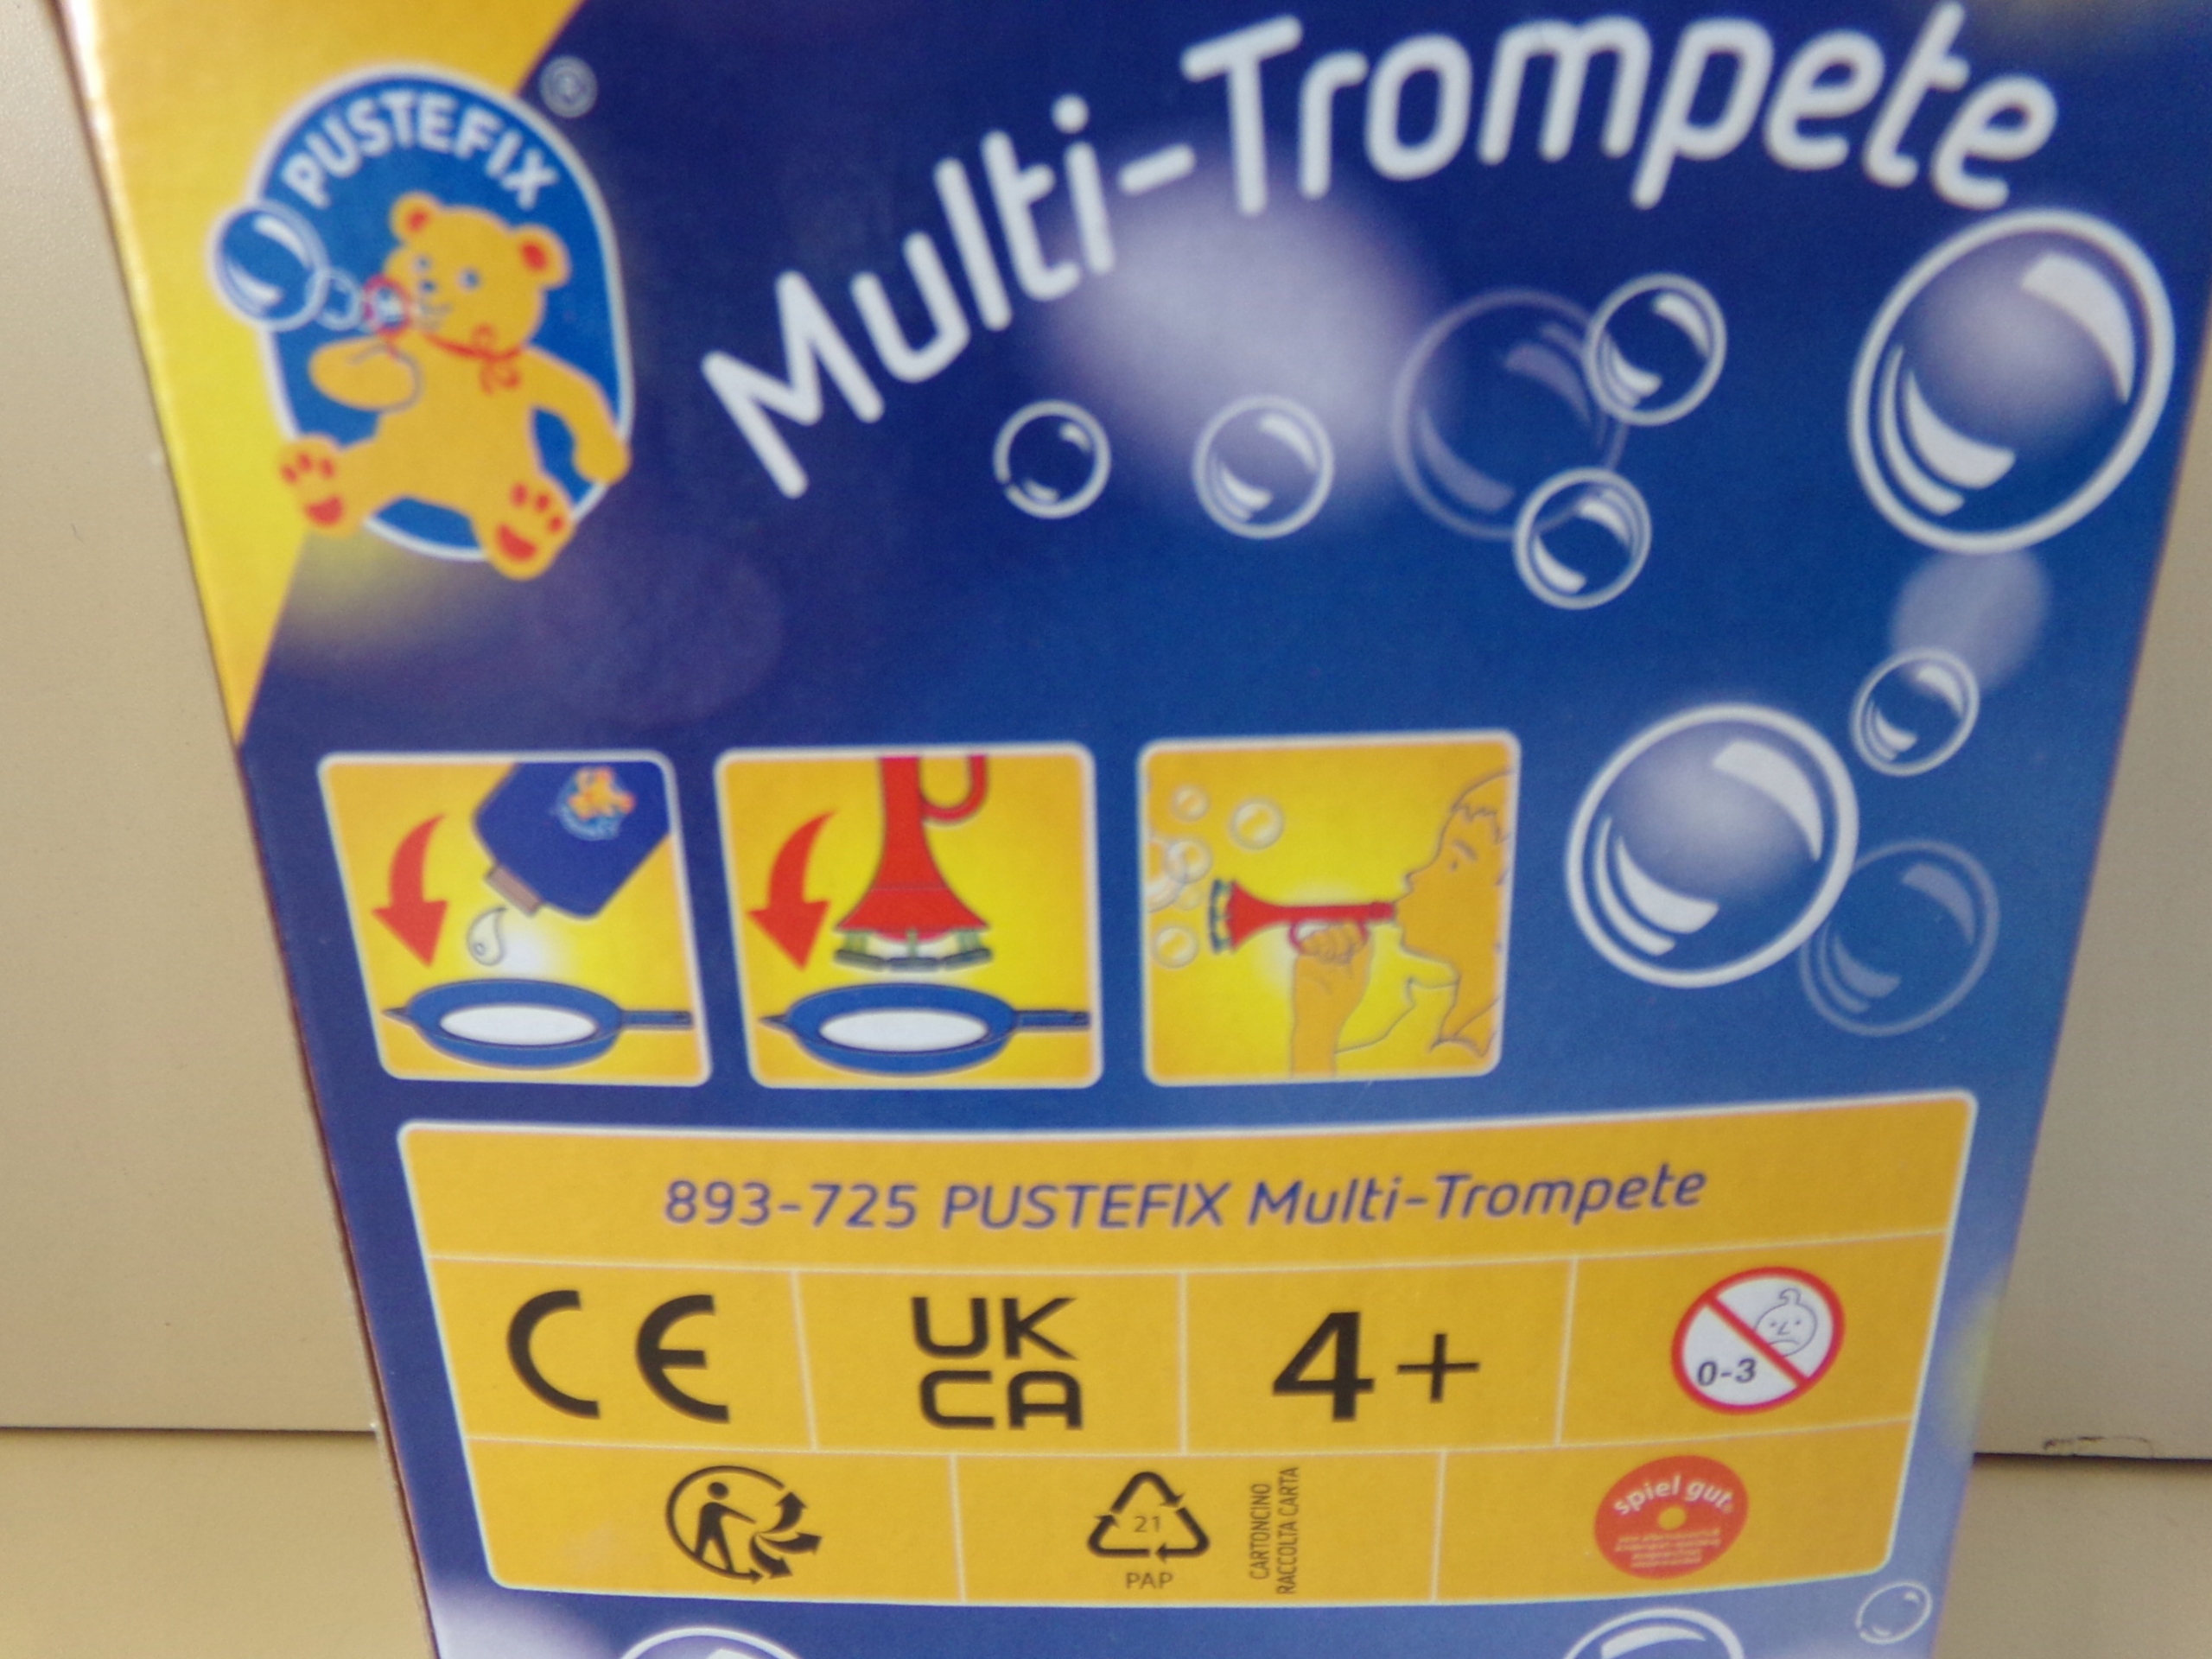 PUSTEFIX
®
Multi-Trompete
893-725 PUSTEFIX Multi-Trompete
CE
UK
CA
4+
0-3
21
PAP
CARTONCINO
RACCOLTA CARTA
spiel gut